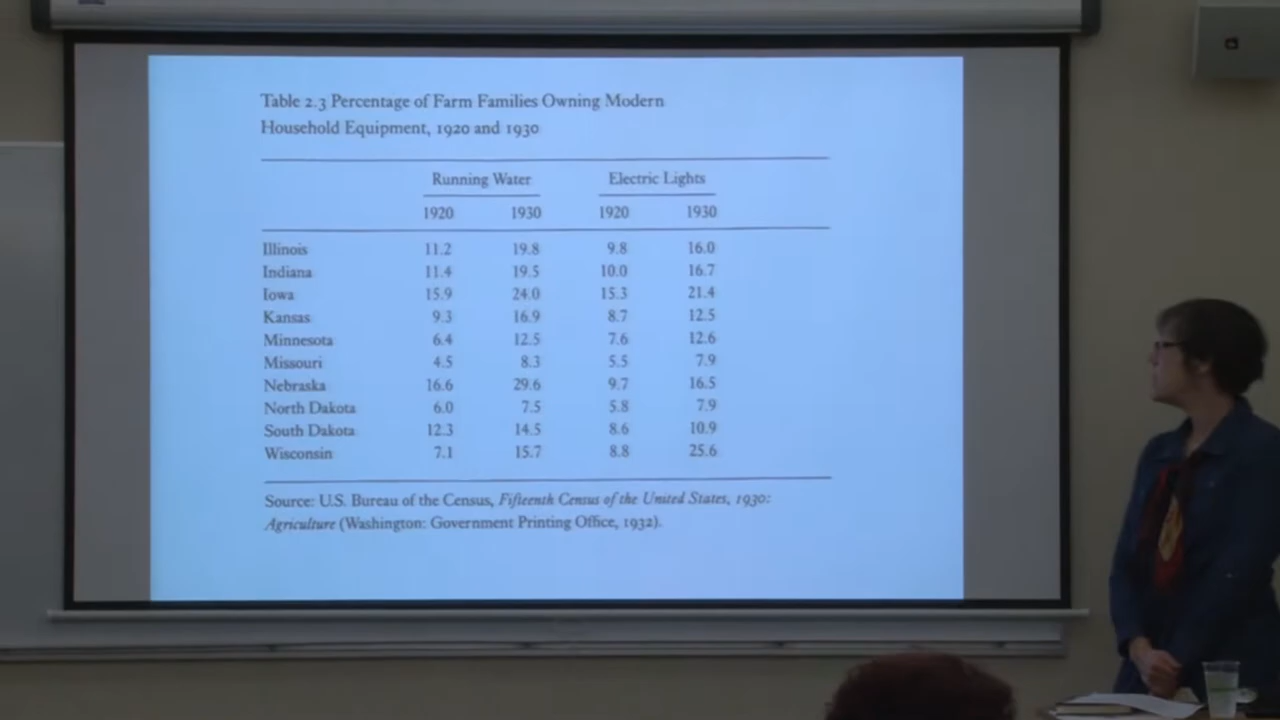 Table 2.3 Percentage of Farm Families Owning Modern
Household Equipment, 1920 and 1930
Running Water Electric Lights
1920 1930 1920 1930
Illinois 11.2 19.8 9.8 16.0
Indiana 11.4 19.5 10.0 16.7
Iowa 15.9 24.0 15.3 21.4
Kansas 9.3 16.9 8.7 12.5
Minnesota 6.4 12.5 7.6 12.6
Missouri 4.5 8.3 5.5 7.9
Nebraska 16.6 29.6 9.7 16.5
North Dakota 6.0 7.5 5.8 7.9
South Dakota 12.3 14.5 8.6 10.9
Wisconsin 7.1 15.7 8.8 25.6
Source: U.S. Bureau of the Census, Fifteenth Census of the United States, 1930:
Agriculture (Washington: Government Printing Office, 1932).